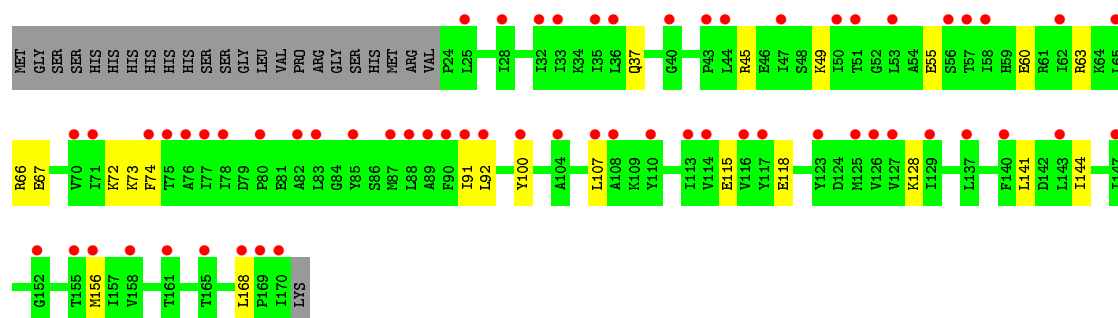 MET GLY SER SER HIS HIS HIS HIS HIS HIS SER SER GLY LEU VAL PRO ARG GLY SER HIS MET ARG VAL P24 L25 I28 I32 I33 K34 I35 L36 Q37 G40 P43 L44 R45 E46 I47 S48 K49 I50 T51 G52 L53 A54 E55 S56 T57 I58 H59 E60 R61 I62 R63 K64 L65
R66 E67 V70 I71 K72 K73 F74 T75 A76 I77 I78 D79 P80 E81 A82 L83 G84 Y85 S86 M87 L88 A89 F90 I91 L92 Y100 A104 L107 A108 K109 Y110 I113 V114 E115 V116 Y117 E118 Y123 D124 M125 V126 V127 K128 I129 L137 F140 L141 D142 L143 I144 I147
G152 T155 M156 I157 V158 T161 T165 L168 P169 I170 LYS